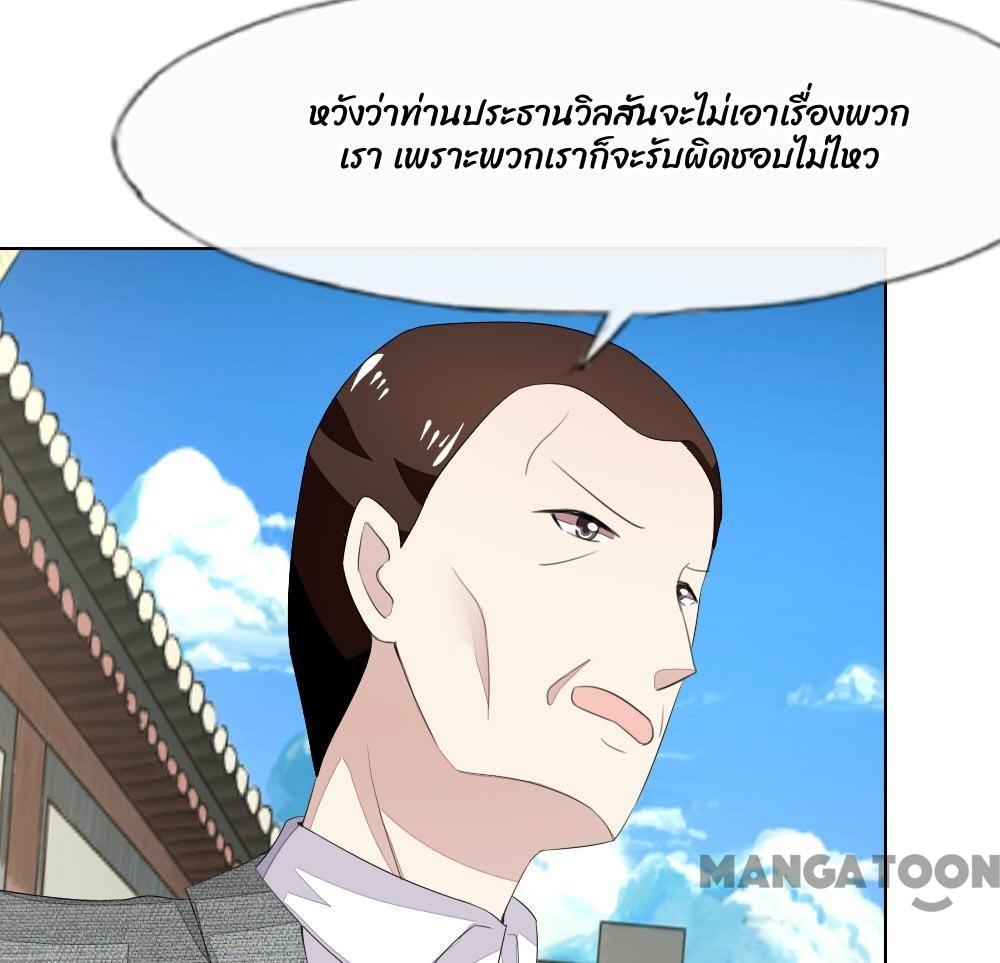 หวังว่าท่านประธานวิลสันจะไม่เอาเรื่องพวก
เรา เพราะพวกเราก็จะรับผิดชอบไม่ไหว
MANGATOON